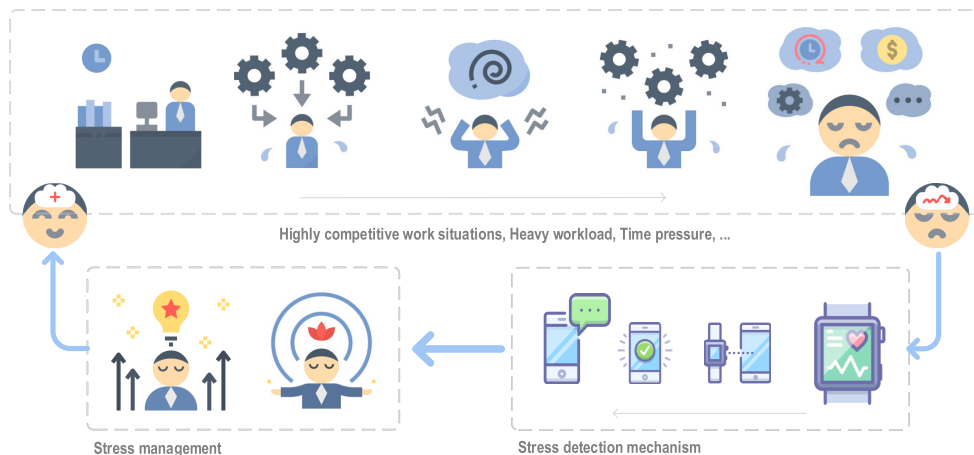 Highly competitive work situations, Heavy workload, Time pressure, ...
Stress management
Stress detection mechanism